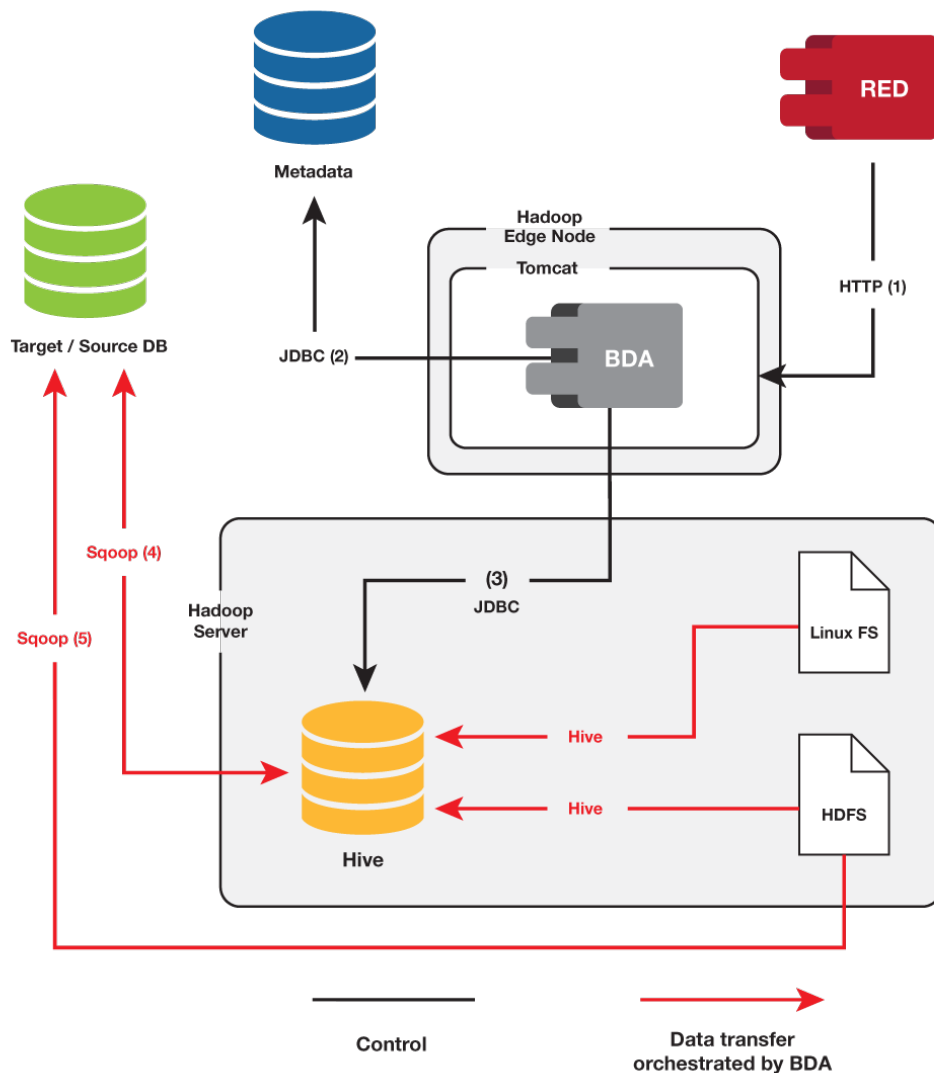 RED
Metadata
Hadoop
Edge Node
Tomcat
HTTP (1)
Target / Source DB
JDBC (2)
BDA
Sqoop (4)
(3)
JDBC
Hadoop
Server
Sqoop (5)
Linux FS
Hive
Hive
HDFS
Hive
Control
Data transfer
orchestrated by BDA